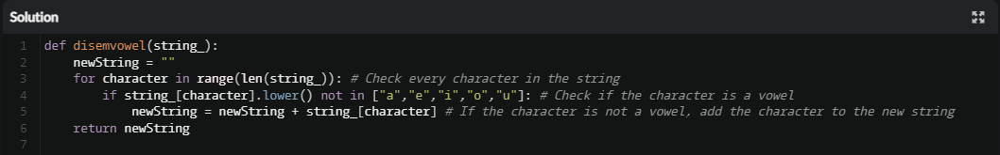 Solution
1 def disemvowel(string_):
2     newString = ""
3     for character in range(len(string_)): # Check every character in the string
4         if string_[character].lower() not in ["a","e","i","o","u"]: # Check if the character is a vowel
5             newString = newString + string_[character] # If the character is not a vowel, add the character to the new string
6     return newString
7